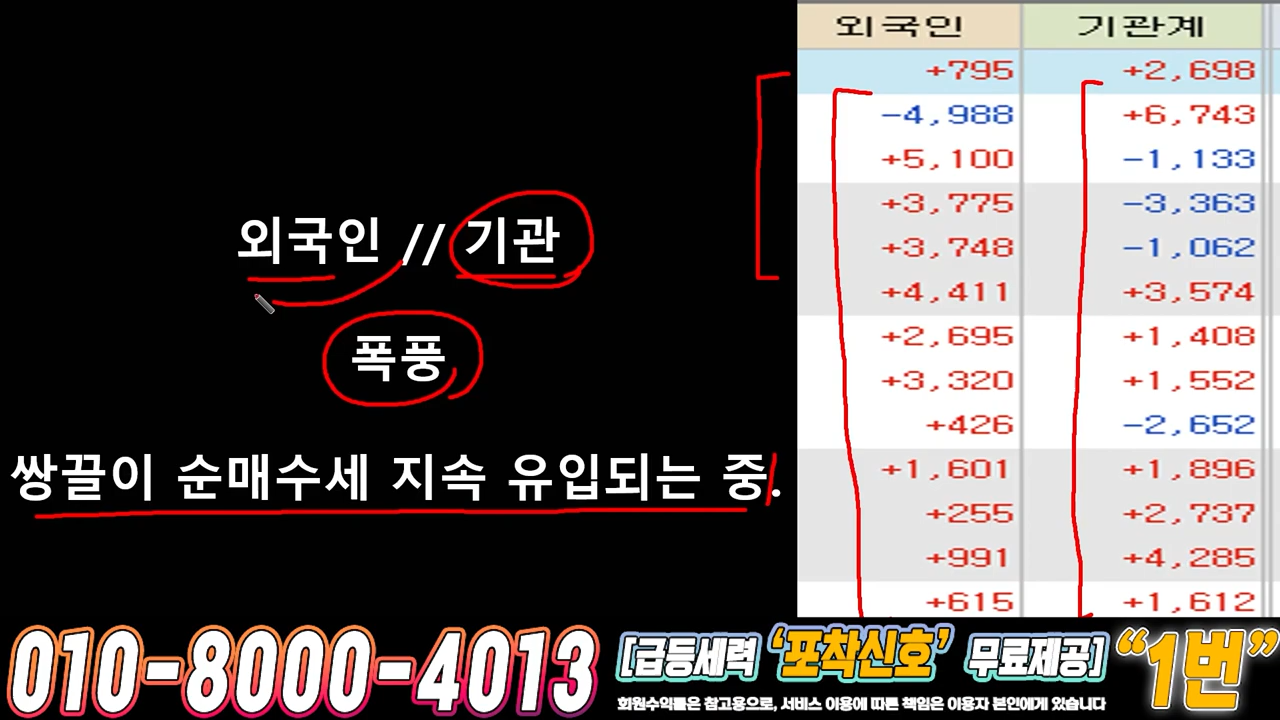 외국인 // 기관
폭풍
쌍끌이 순매수세 지속 유입되는 중.
외국인 기관계
+795 +2,698
-4,988 +6,743
+5,100 -1,133
+3,775 -3,363
+3,748 -1,062
+4,411 +3,574
+2,695 +1,408
+3,320 +1,552
+426 -2,652
+1,601 +1,896
+255 +2,737
+991 +4,285
+615 +1,612
010-8000-4013
[급등세력 ‘포착신호’ 무료제공] “1번”
회원수익률은 참고용으로, 서비스 이용에 따른 책임은 이용자 본인에게 있습니다